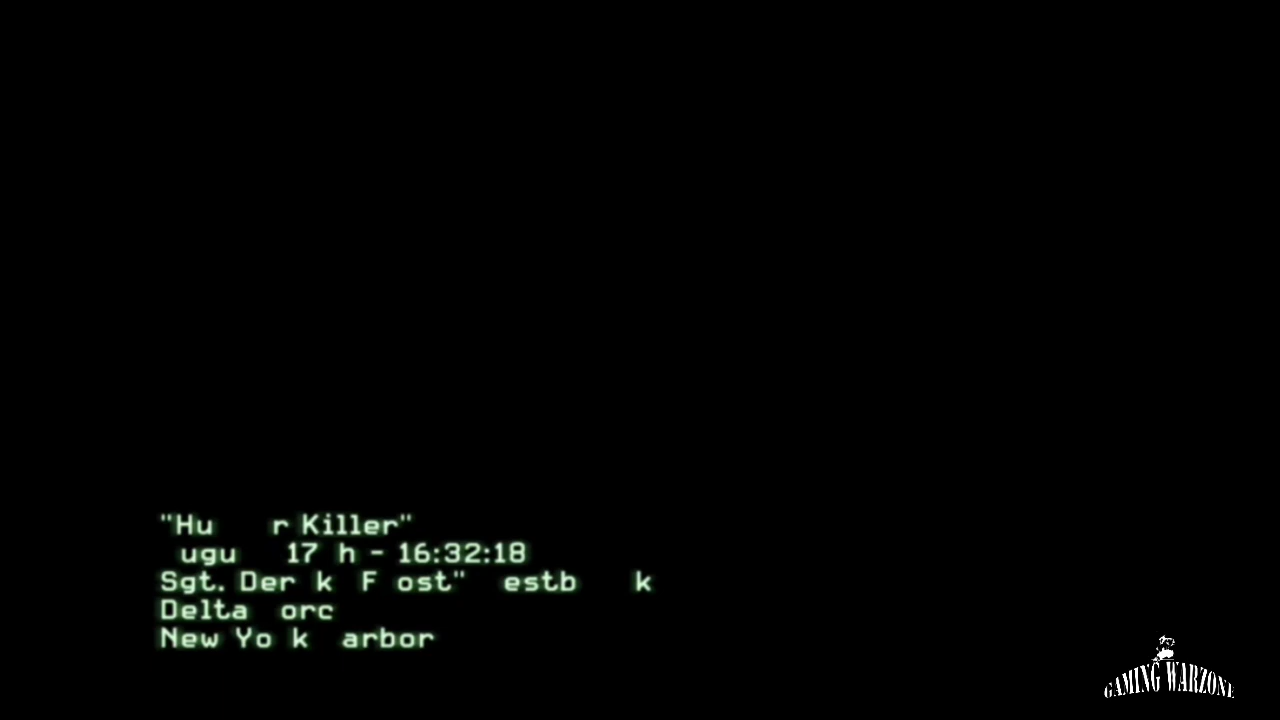 "Hu r Killer"
ugu 17 h - 16:32:18
Sgt. Der k F ost" estb k
Delta orc
New Yo k arbor
GAMING WARZONE